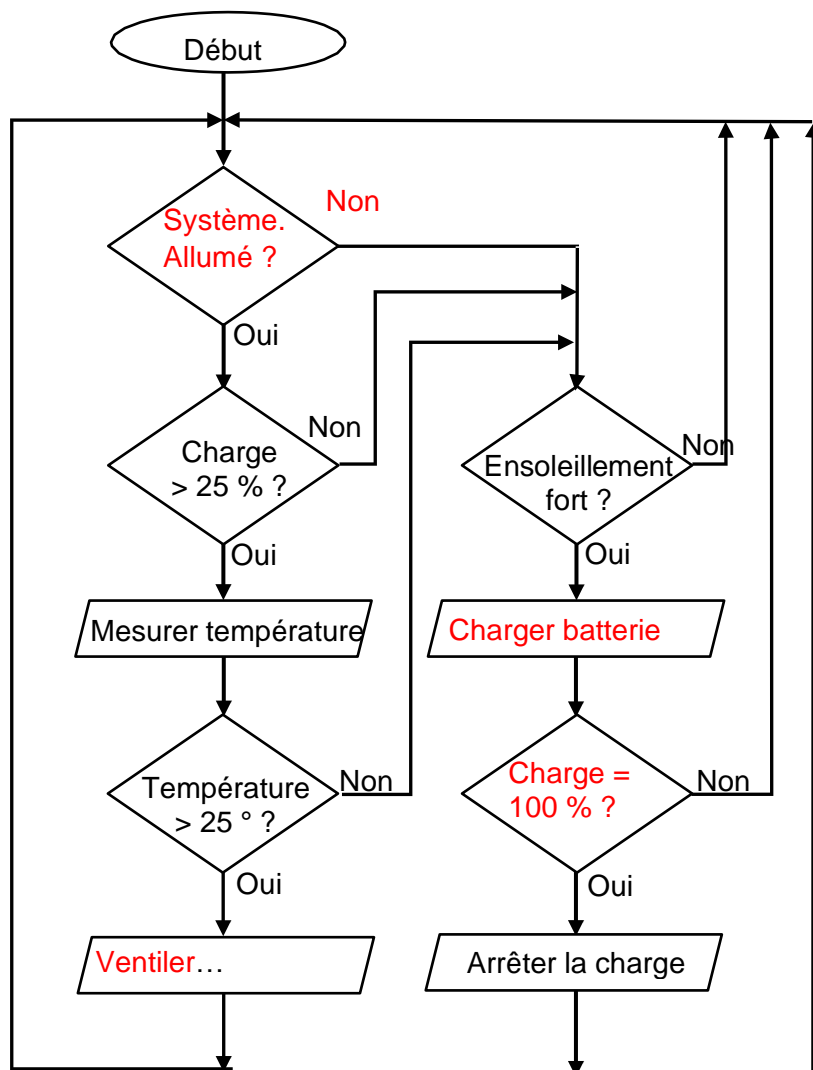 Début
Système.
Allumé ?
Non
Oui
Charge
> 25 % ?
Non
Oui
Mesurer température
Température
> 25 ° ?
Non
Oui
Ventiler…
Ensoleillement
fort ?
Non
Oui
Charger batterie
Charge =
100 % ?
Non
Oui
Arrêter la charge